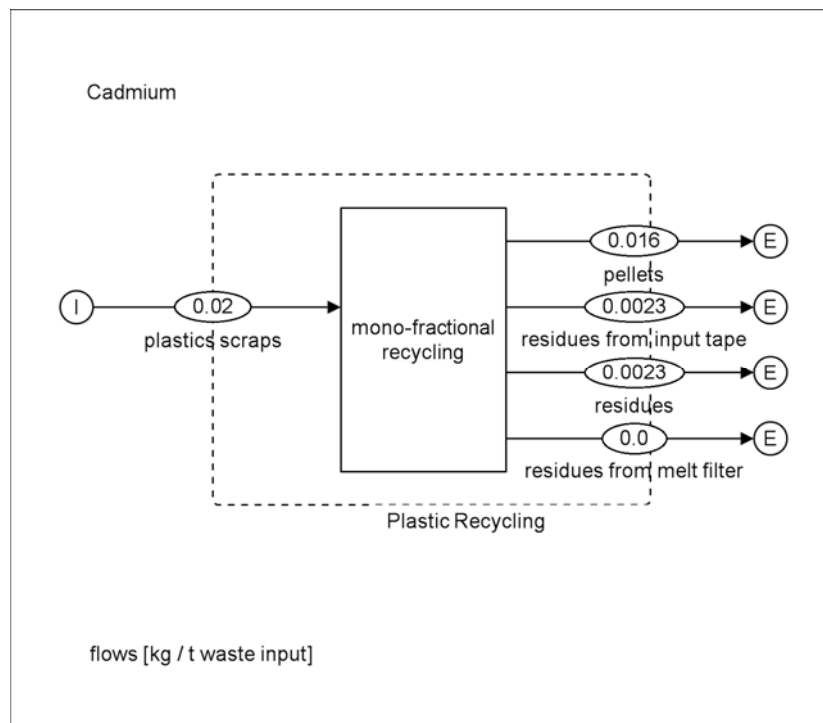 Cadmium
I
0.02
plastics scraps
mono-fractional
recycling
0.016
E
pellets
0.0023
E
residues from input tape
0.0023
E
residues
0.0
E
residues from melt filter
Plastic Recycling
flows [kg / t waste input]